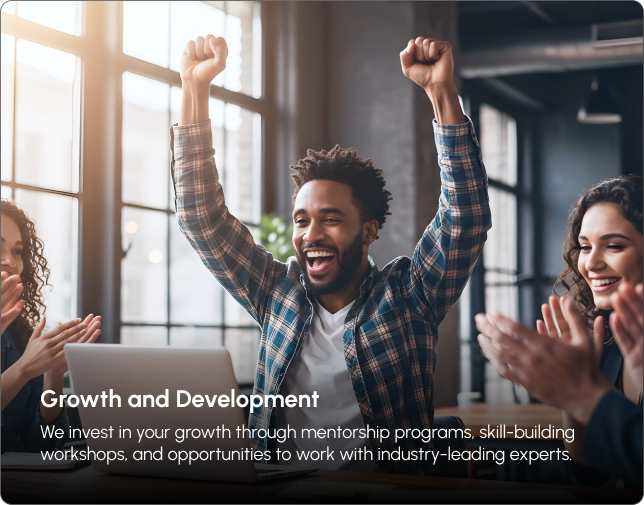 Growth and Development
We invest in your growth through mentorship programs, skill-building
workshops, and opportunities to work with industry-leading experts.